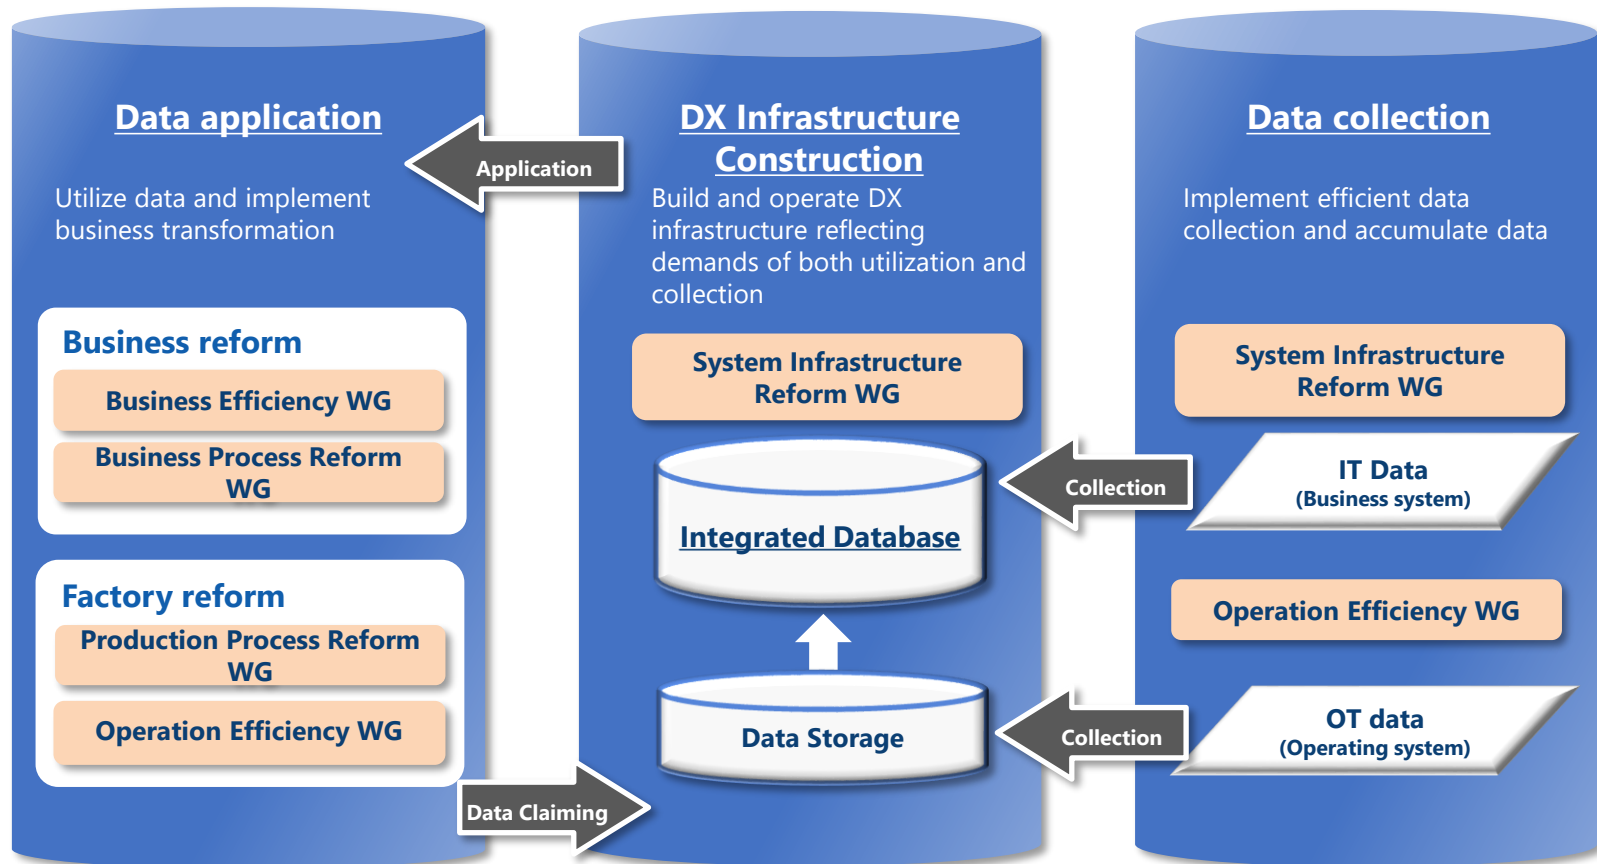 Data application
Utilize data and implement
business transformation
Business reform
Business Efficiency WG
Business Process Reform
WG
Factory reform
Production Process Reform
WG
Operation Efficiency WG
Application
Data Claiming
DX Infrastructure
Construction
Build and operate DX
infrastructure reflecting
demands of both utilization and
collection
System Infrastructure
Reform WG
Integrated Database
Data Storage
Collection
Collection
Data collection
Implement efficient data
collection and accumulate data
System Infrastructure
Reform WG
IT Data
(Business system)
Operation Efficiency WG
OT data
(Operating system)